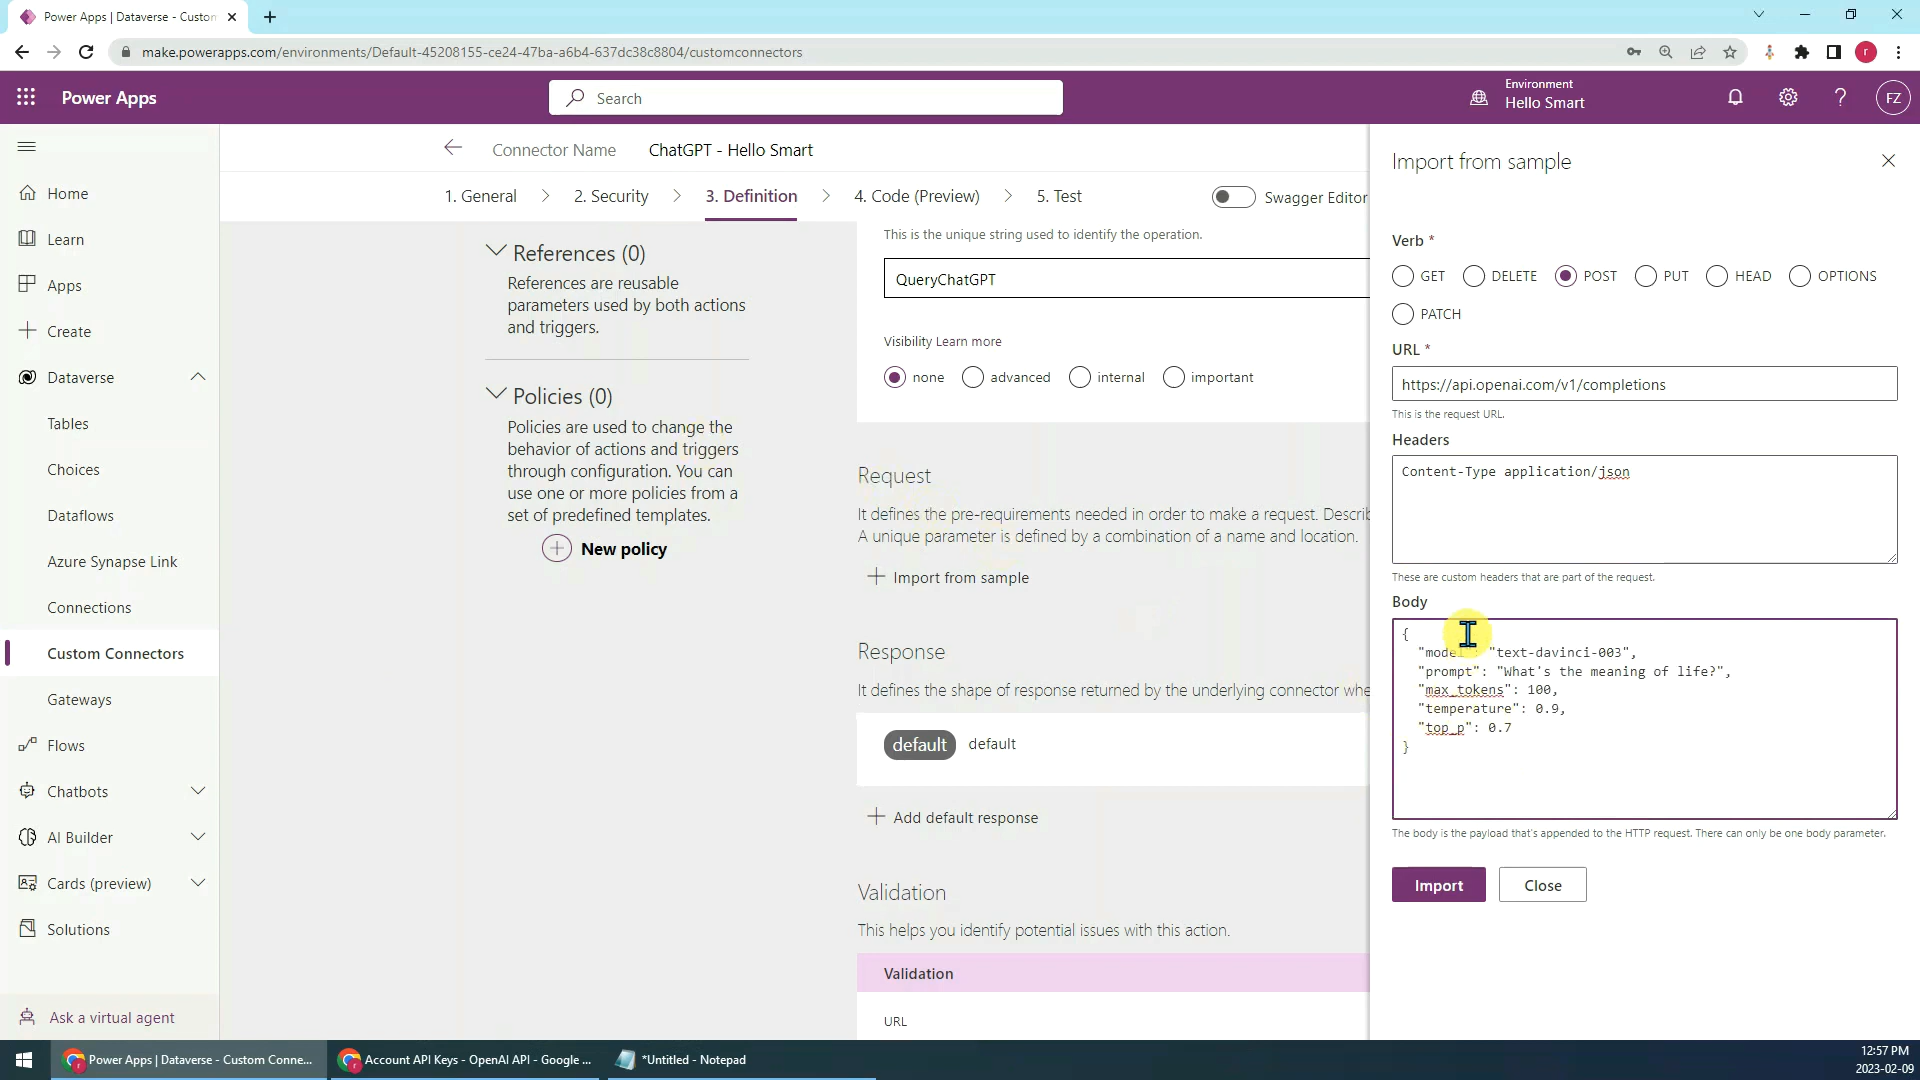 Power Apps | Dataverse - Custom
make.powerapps.com/environments/Default-45208155-ce24-47ba-a6b4-637dc38c8804/customconnectors
r
Power Apps
Search
Environment
Hello Smart
?
FZ
Home
Learn
Apps
Create
Dataverse
Tables
Choices
Dataflows
Azure Synapse Link
Connections
Custom Connectors
Gateways
Flows
Chatbots
AI Builder
Cards (preview)
Solutions
Ask a virtual agent
Connector Name
ChatGPT - Hello Smart
1. General
2. Security
3. Definition
4. Code (Preview)
5. Test
Swagger Editor
References (0)
References are reusable
parameters used by both actions
and triggers.
Policies (0)
Policies are used to change the
behavior of actions and triggers
through configuration. You can
use one or more policies from a
set of predefined templates.
New policy
This is the unique string used to identify the operation.
QueryChatGPT
Visibility Learn more
none
advanced
internal
important
Request
It defines the pre-requirements needed in order to make a request. Describ
A unique parameter is defined by a combination of a name and location.
Import from sample
Response
It defines the shape of response returned by the underlying connector whe
default
default
Add default response
Validation
This helps you identify potential issues with this action.
Validation
URL
Import from sample
Verb *
GET
DELETE
POST
PUT
HEAD
OPTIONS
PATCH
URL *
https://api.openai.com/v1/completions
This is the request URL.
Headers
Content-Type application/json
These are custom headers that are part of the request.
Body
{
"model": "text-davinci-003",
"prompt": "What's the meaning of life?",
"max_tokens": 100,
"temperature": 0.9,
"top_p": 0.7
}
The body is the payload that's appended to the HTTP request. There can only be one body parameter.
Import
Close
Power Apps | Dataverse - Custom Conne...
Account API Keys - OpenAI API - Google ...
*Untitled - Notepad
12:57 PM
2023-02-09